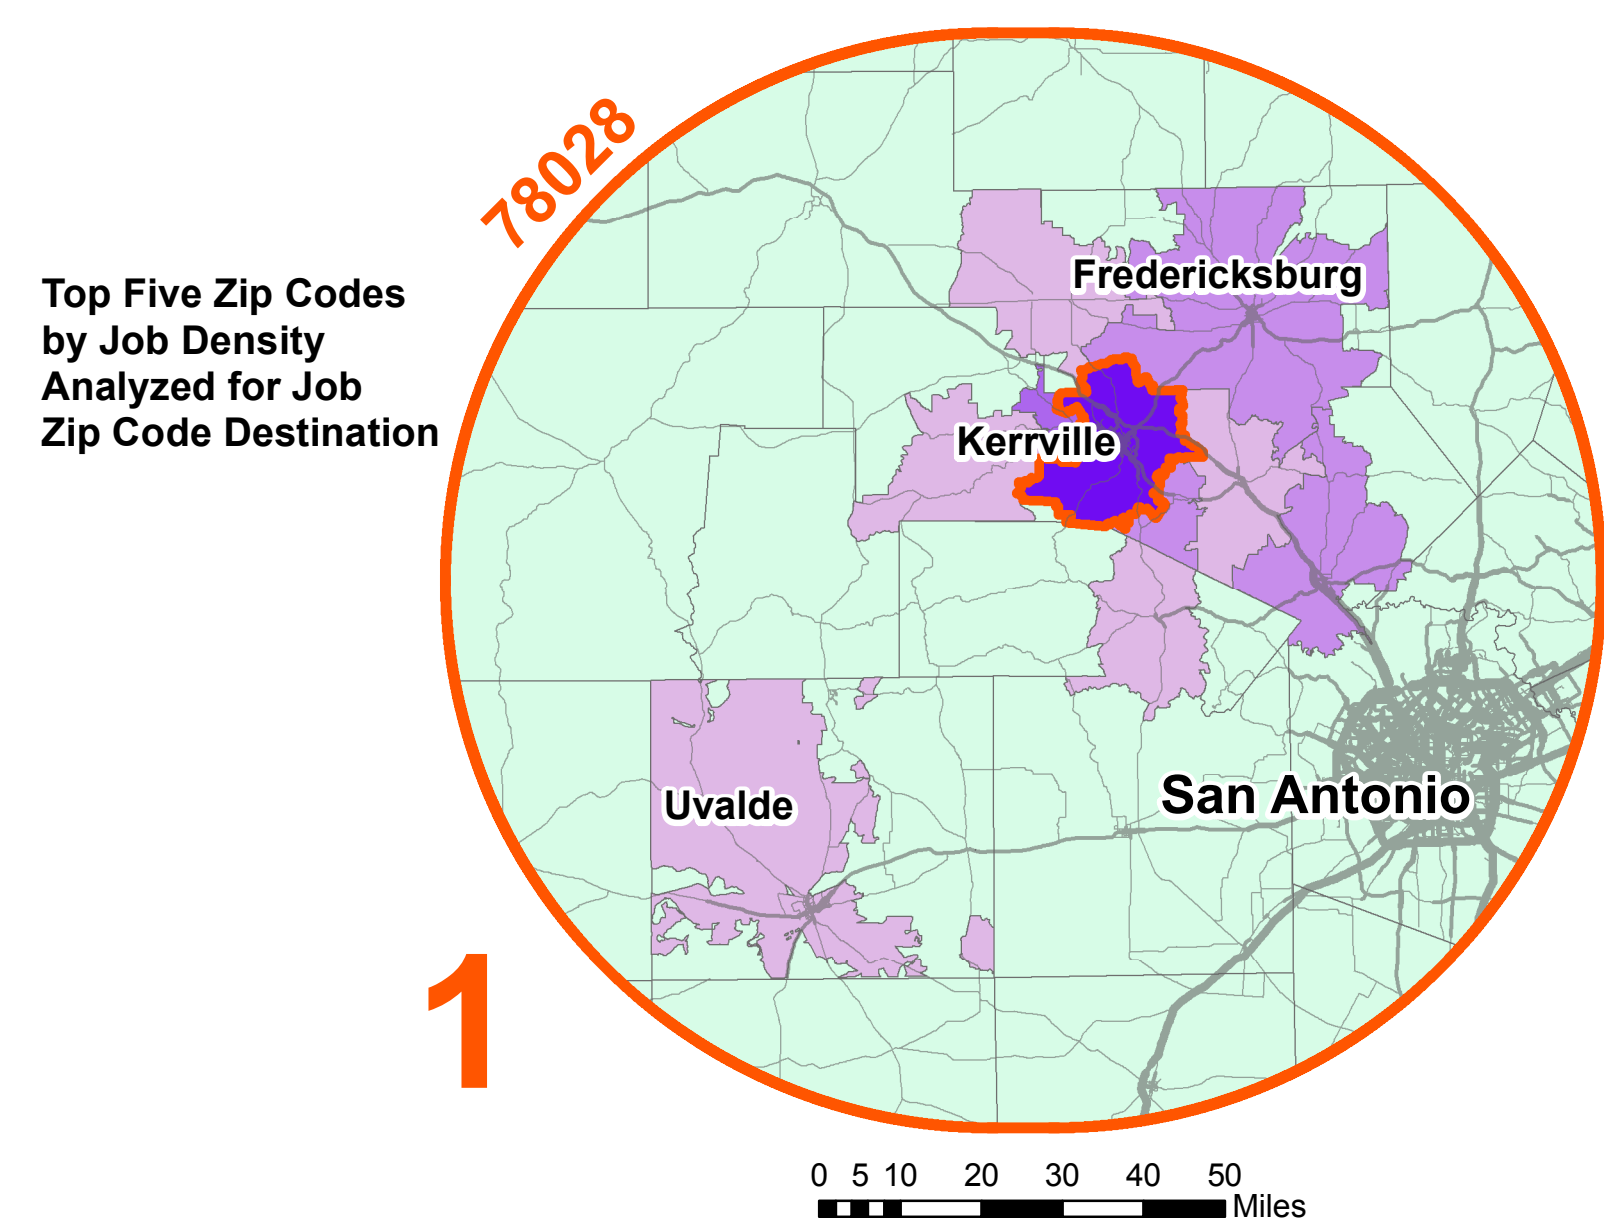 78028
Top Five Zip Codes
by Job Density
Analyzed for Job
Zip Code Destination
Fredericksburg
Kerrville
Uvalde
San Antonio
1
0 5 10 20 30 40 50
Miles